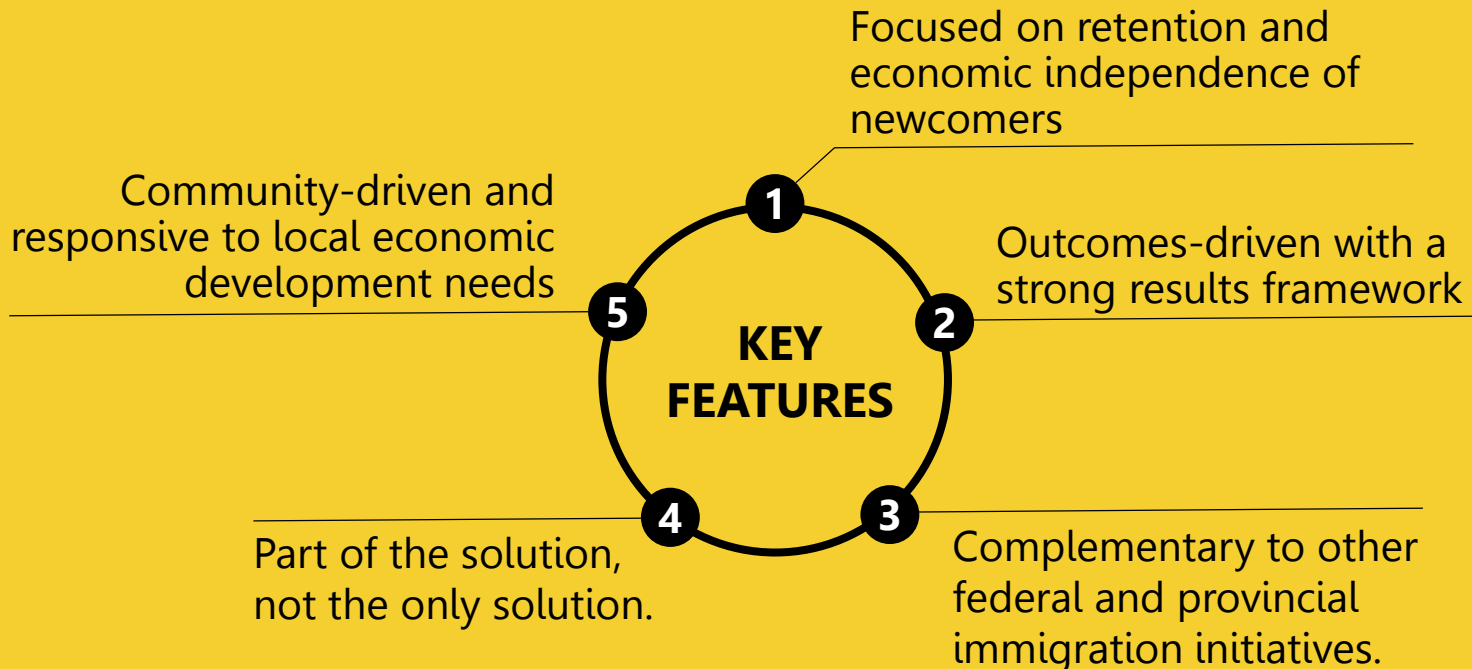 KEY
FEATURES
1
Focused on retention and
economic independence of
newcomers
2
Outcomes-driven with a
strong results framework
3
Complementary to other
federal and provincial
immigration initiatives.
4
Part of the solution,
not the only solution.
5
Community-driven and
responsive to local economic
development needs